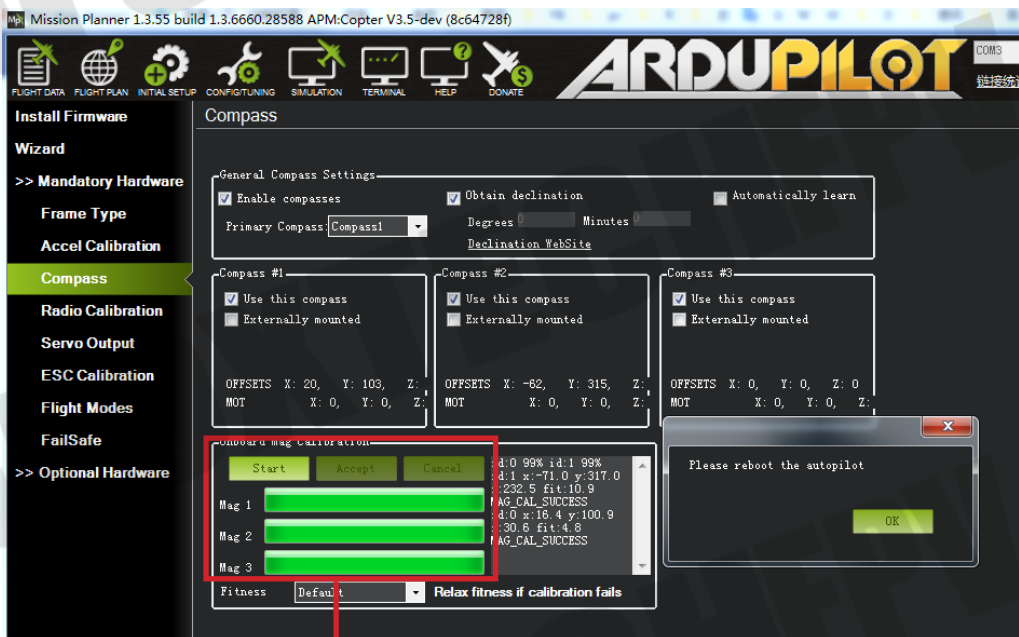 Mission Planner 1.3.55 build 1.3.6660.28588 APM:Copter V3.5-dev (8c64728f)
FLIGHT DATA FLIGHT PLAN INITIAL SETUP CONFIG/TUNING SIMULATION TERMINAL HELP DONATE
ARDUPILOT
COM3
链接统
Install Firmware
Wizard
>> Mandatory Hardware
Frame Type
Accel Calibration
Compass
Radio Calibration
Servo Output
ESC Calibration
Flight Modes
FailSafe
>> Optional Hardware
Compass
General Compass Settings
Enable compasses Obtain declination Automatically learn
Primary Compass: Compass1 Degrees 0 Minutes 0
Declination WebSite
Compass #1 Compass #2 Compass #3
Use this compass Use this compass Use this compass
Externally mounted Externally mounted Externally mounted
OFFSETS X: 20, Y: 103, Z: OFFSETS X: -62, Y: 315, Z: OFFSETS X: 0, Y: 0, Z: 0
MOT X: 0, Y: 0, Z: MOT X: 0, Y: 0, Z: MOT X: 0, Y: 0, Z:
Onboard Mag Calibration
Start Accept Cancel
Mag 1
Mag 2
Mag 3
id:0 99% id:1 99%
id:1 x:-71.0 y:317.0
:232.5 fit:10.9
MAG_CAL_SUCCESS
id:0 x:16.4 y:100.9
:30.6 fit:4.8
MAG_CAL_SUCCESS
Fitness Default Relax fitness if calibration fails
Please reboot the autopilot
OK